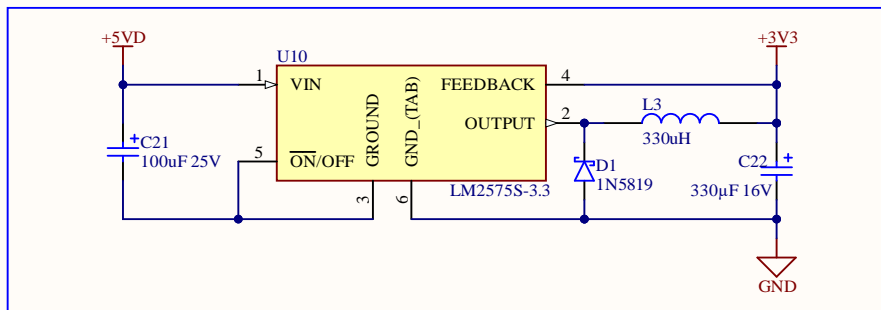 +5VD
+3V3
U10
1
VIN
FEEDBACK
4
OUTPUT
2
L3
330uH
C21
100uF 25V
5
ON/OFF
GROUND
GND_(TAB)
D1
1N5819
C22
330µF 16V
LM2575S-3.3
3
6
GND